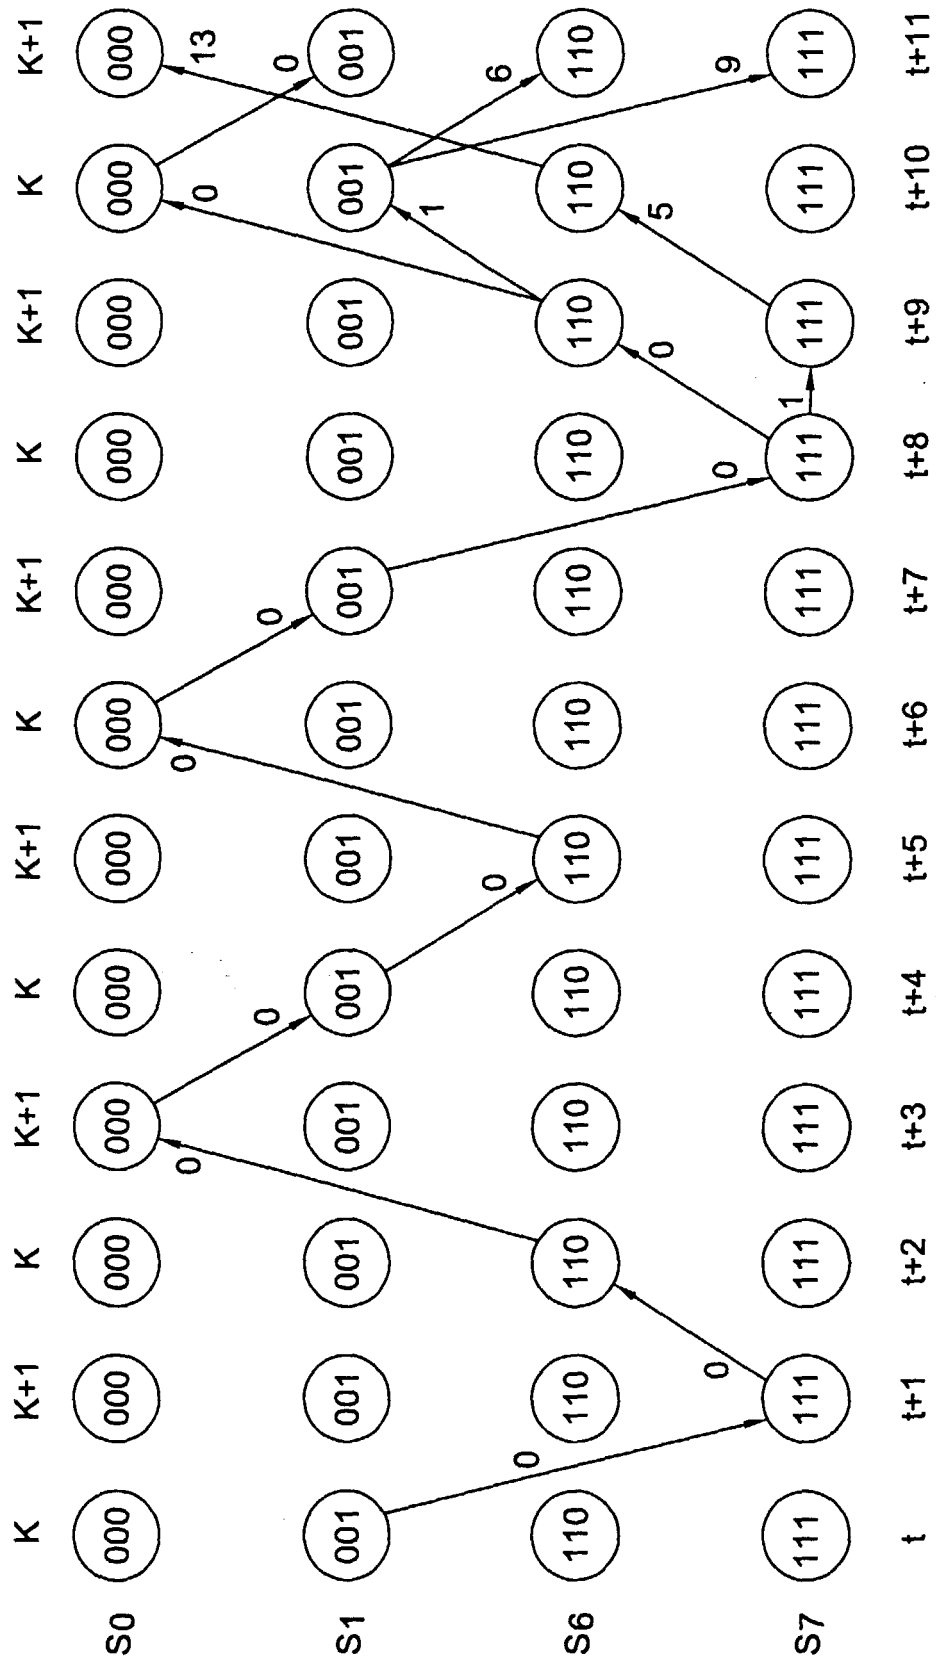 K K+1 K K+1 K K+1 K K+1 K K+1 K K+1
S0 000 000 000 000 000 000 000 000 000 000 000 000
0 0 0 13
0 0 0
S1 001 001 001 001 001 001 001 001 001 001 001 001
1
0 0 6
S6 110 110 110 110 110 110 110 110 110 110 110 110
0 5
0 0 9
1
S7 111 111 111 111 111 111 111 111 111 111 111 111
t t+1 t+2 t+3 t+4 t+5 t+6 t+7 t+8 t+9 t+10 t+11